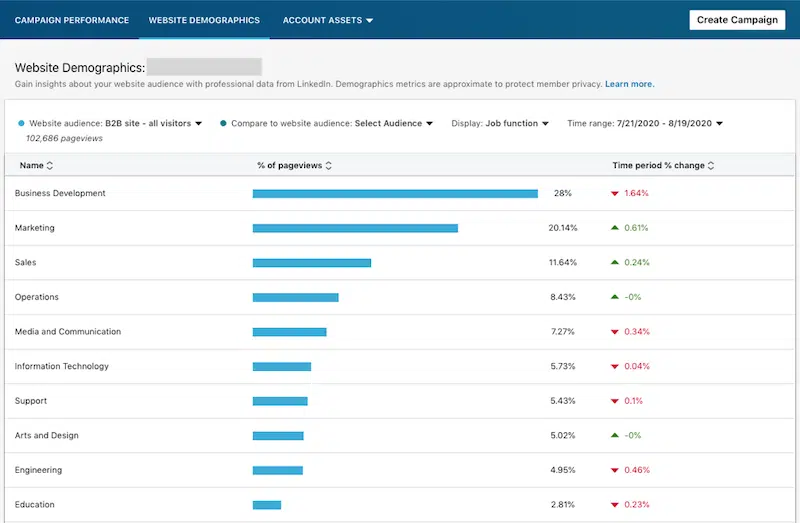 CAMPAIGN PERFORMANCE WEBSITE DEMOGRAPHICS ACCOUNT ASSETS Create Campaign
Website Demographics:
Gain insights about your website audience with professional data from LinkedIn. Demographics metrics are approximate to protect member privacy. Learn more.
Website audience: B2B site - all visitors Compare to website audience: Select Audience Display: Job function Time range: 7/21/2020 - 8/19/2020
102,686 pageviews
Name % of pageviews Time period % change
Business Development 28% 1.64%
Marketing 20.14% 0.61%
Sales 11.64% 0.24%
Operations 8.43% -0%
Media and Communication 7.27% 0.34%
Information Technology 5.73% 0.04%
Support 5.43% 0.1%
Arts and Design 5.02% -0%
Engineering 4.95% 0.46%
Education 2.81% 0.23%